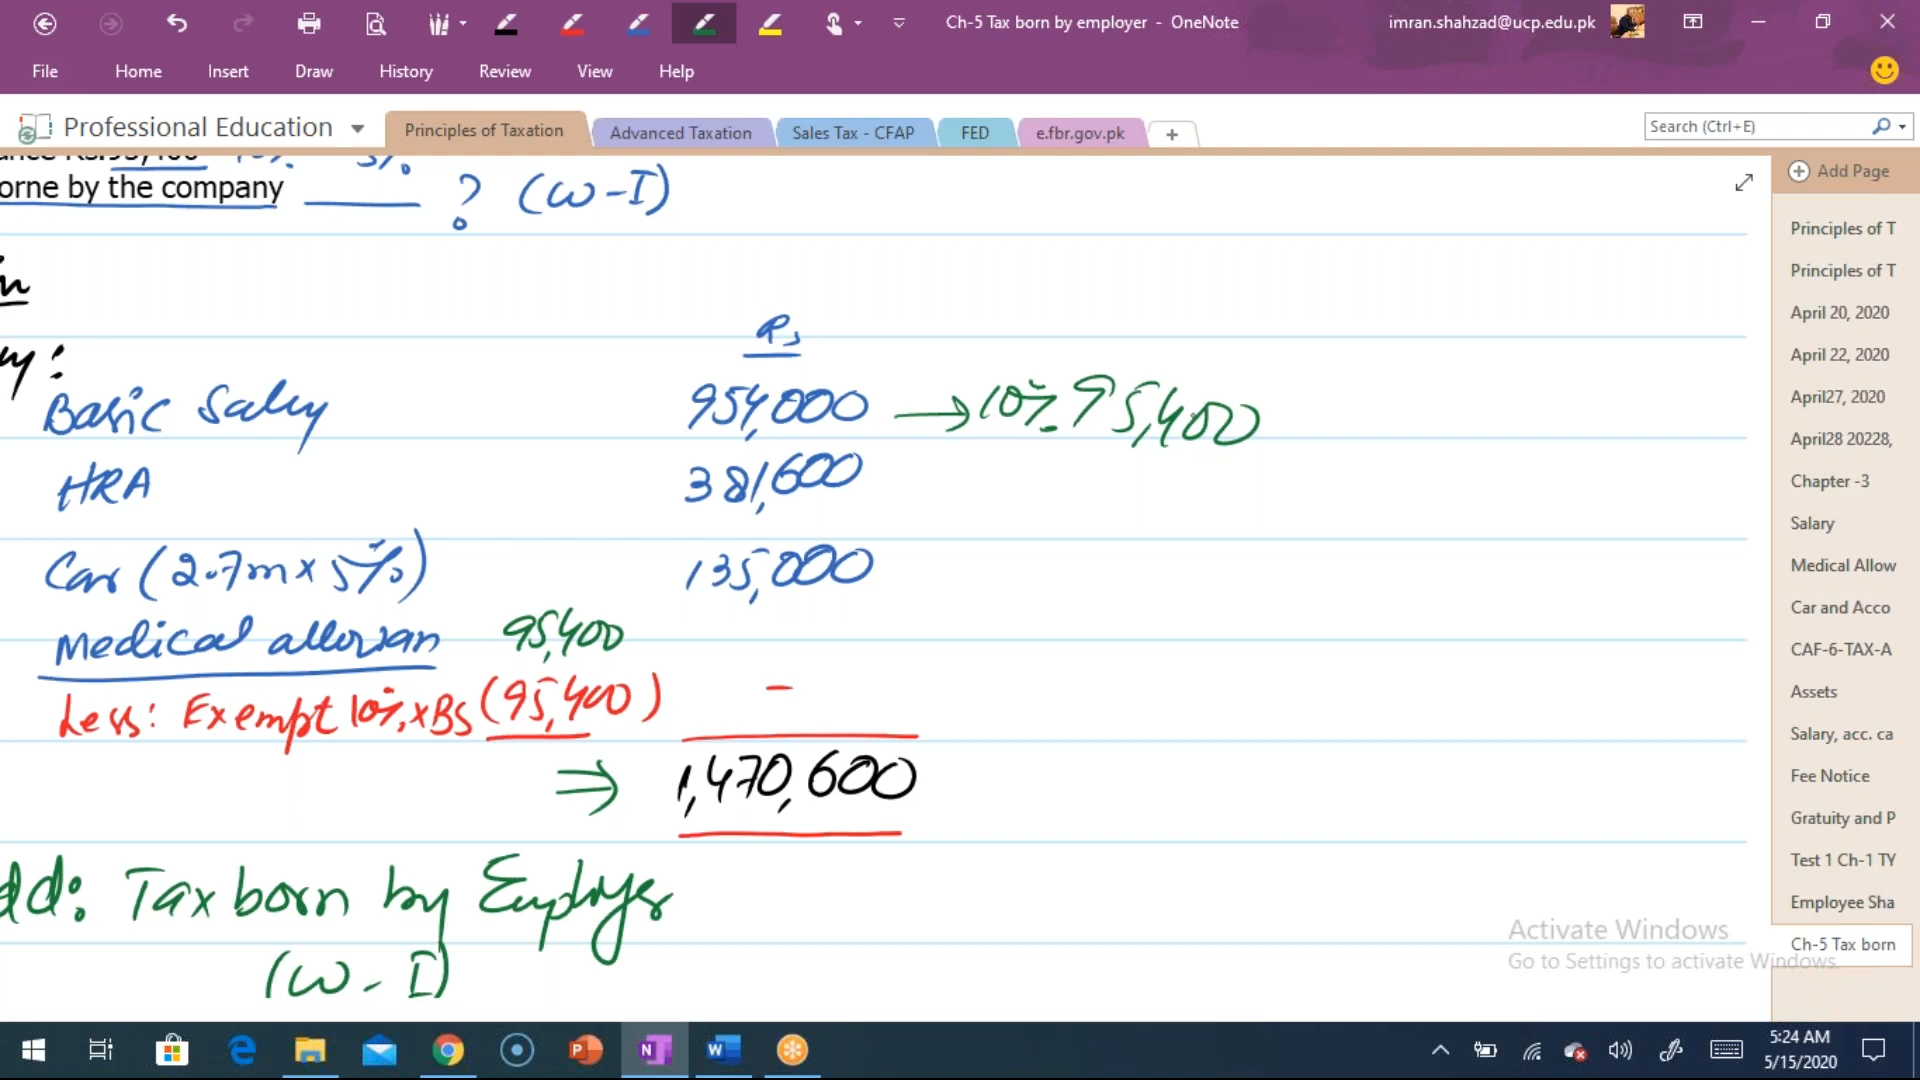 Ch-5 Tax born by employer - OneNote
imran.shahzad@ucp.edu.pk
File Home Insert Draw History Review View Help
Professional Education
Principles of Taxation
Advanced Taxation
Sales Tax - CFAP
FED
e.fbr.gov.pk
Search (Ctrl+E)
Add Page
orne by the company ? (W-I)
Rs
Basic Salary 954,000 → 10% 95,400
HRA 381,600
Car (2.7m x 5%) 135,000
Medical allowan 95,400
Less: Exempt 10% x BS (95,400) -
⇒ 1,470,600
dd: Tax born by Employer
(W-I)
Principles of T
Principles of T
April 20, 2020
April 22, 2020
April27, 2020
April28 20228,
Chapter -3
Salary
Medical Allow
Car and Acco
CAF-6-TAX-A
Assets
Salary, acc. ca
Fee Notice
Gratuity and P
Test 1 Ch-1 TY
Employee Sha
Ch-5 Tax born
Activate Windows
Go to Settings to activate Windows.
5:24 AM
5/15/2020